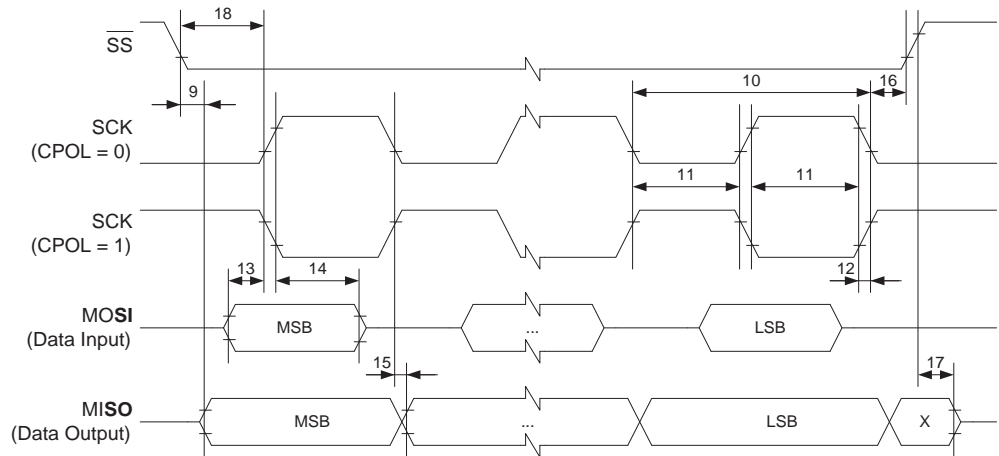 18
SS
10
16
9
SCK
(CPOL = 0)
11
11
SCK
(CPOL = 1)
13
14
12
MOSI
(Data Input)
MSB
...
LSB
15
17
MISO
(Data Output)
MSB
...
LSB
X